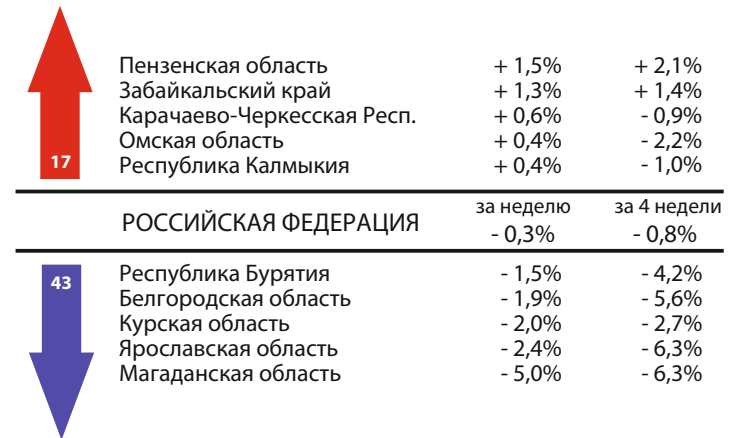 Пензенская область + 1,5% + 2,1%
Забайкальский край + 1,3% + 1,4%
Карачаево-Черкесская Респ. + 0,6% - 0,9%
Омская область + 0,4% - 2,2%
17 Республика Калмыкия + 0,4% - 1,0%
за неделю за 4 недели
РОССИЙСКАЯ ФЕДЕРАЦИЯ - 0,3% - 0,8%
43 Республика Бурятия - 1,5% - 4,2%
Белгородская область - 1,9% - 5,6%
Курская область - 2,0% - 2,7%
Ярославская область - 2,4% - 6,3%
Магаданская область - 5,0% - 6,3%